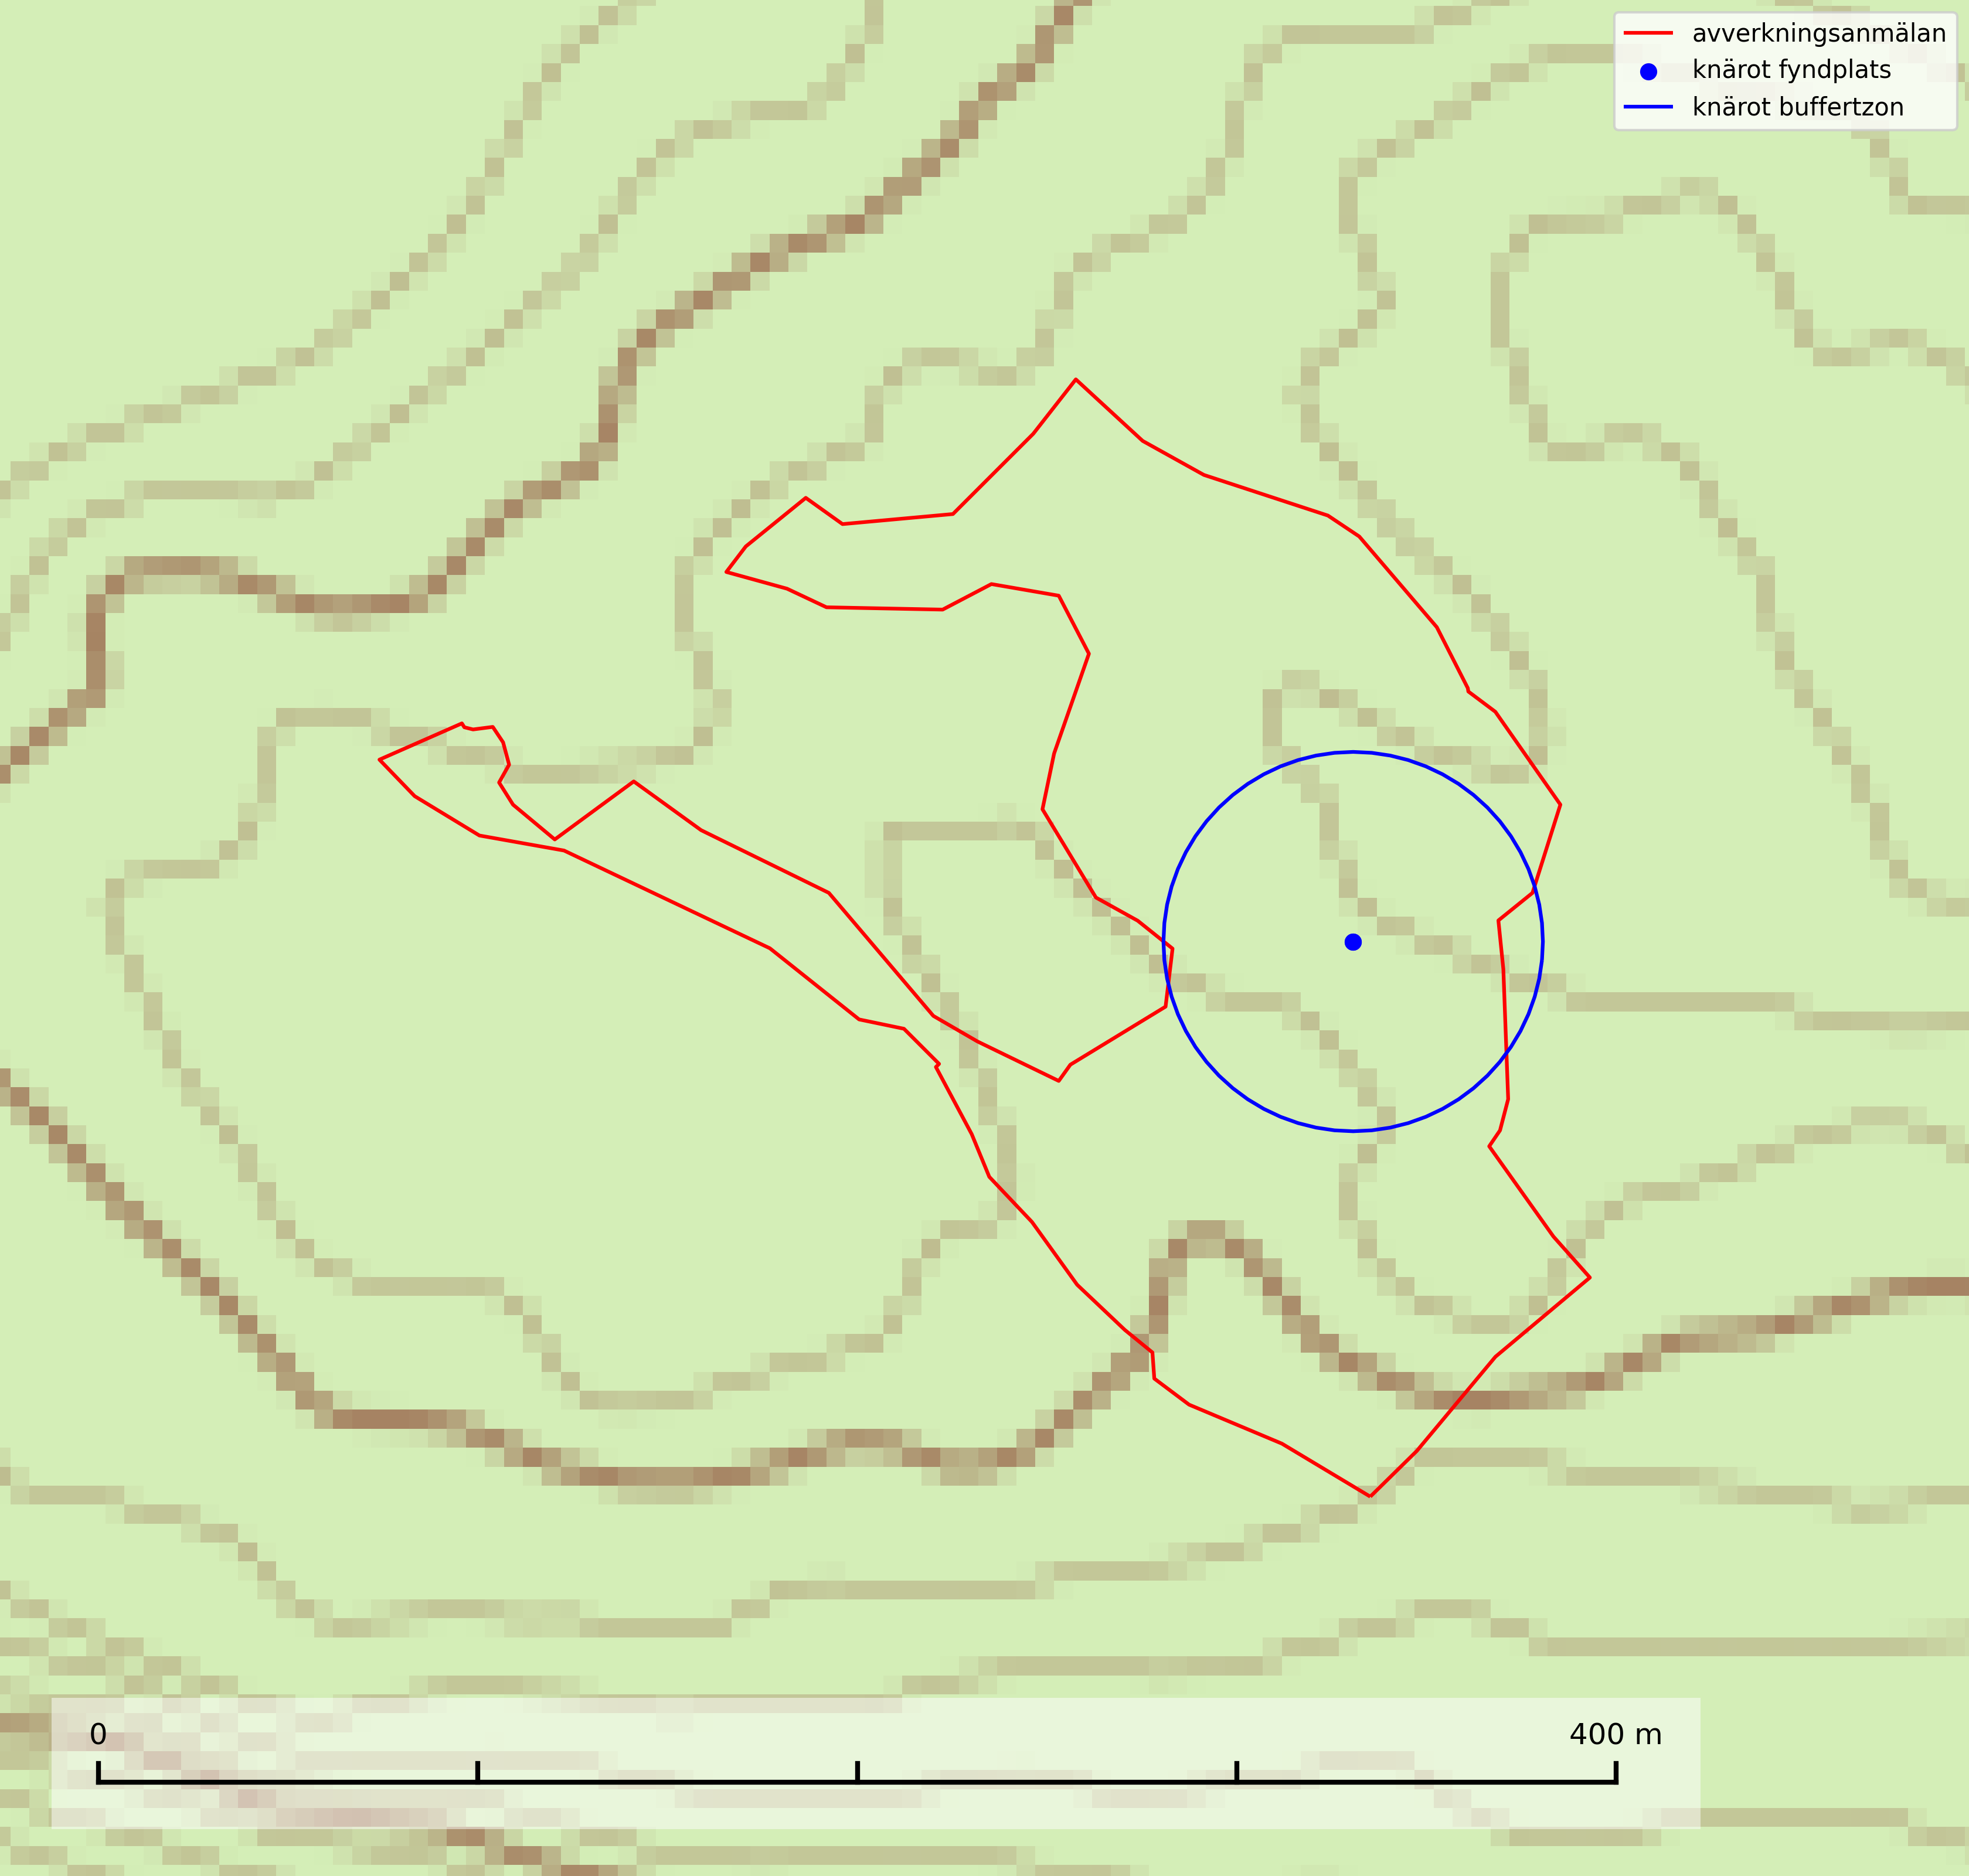 avverkningsanmälan
knärot fyndplats
knärot buffertzon
0
400 m